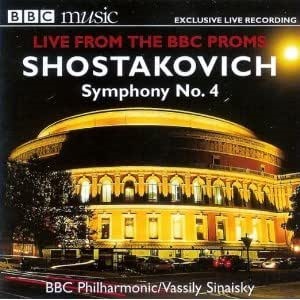 BBC music EXCLUSIVE LIVE RECORDING
LIVE FROM THE BBC PROMS
SHOSTAKOVICH
Symphony No. 4
BBC Philharmonic/Vassily Sinaisky